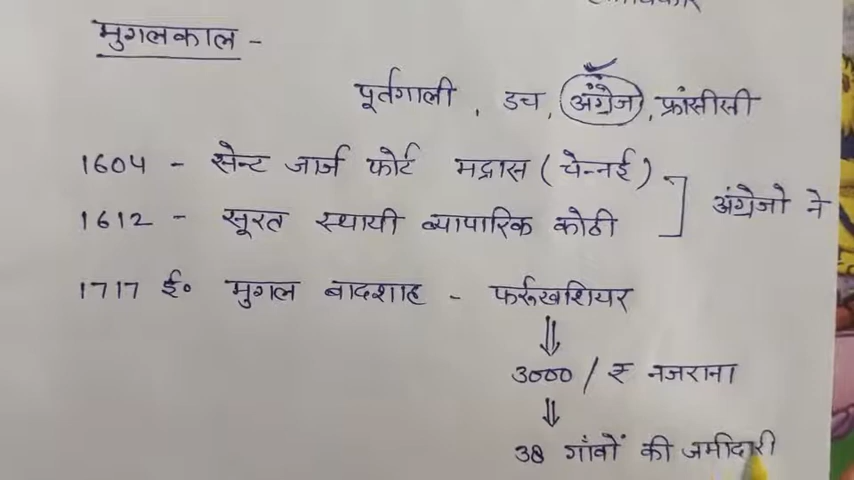 मुगलकाल -
पूर्तगाली , डच, अंग्रेज, फ्रांसीसी
1604 - सेन्ट जार्ज फोर्ट मद्रास (चेन्नई)
1612 - सूरत स्थायी व्यापारिक कोठी
अंग्रेजो ने
1717 ई० मुगल बादशाह - फर्रूखशियर
3000 / ₹ नजराना
38 गाँवों की जमीदारी